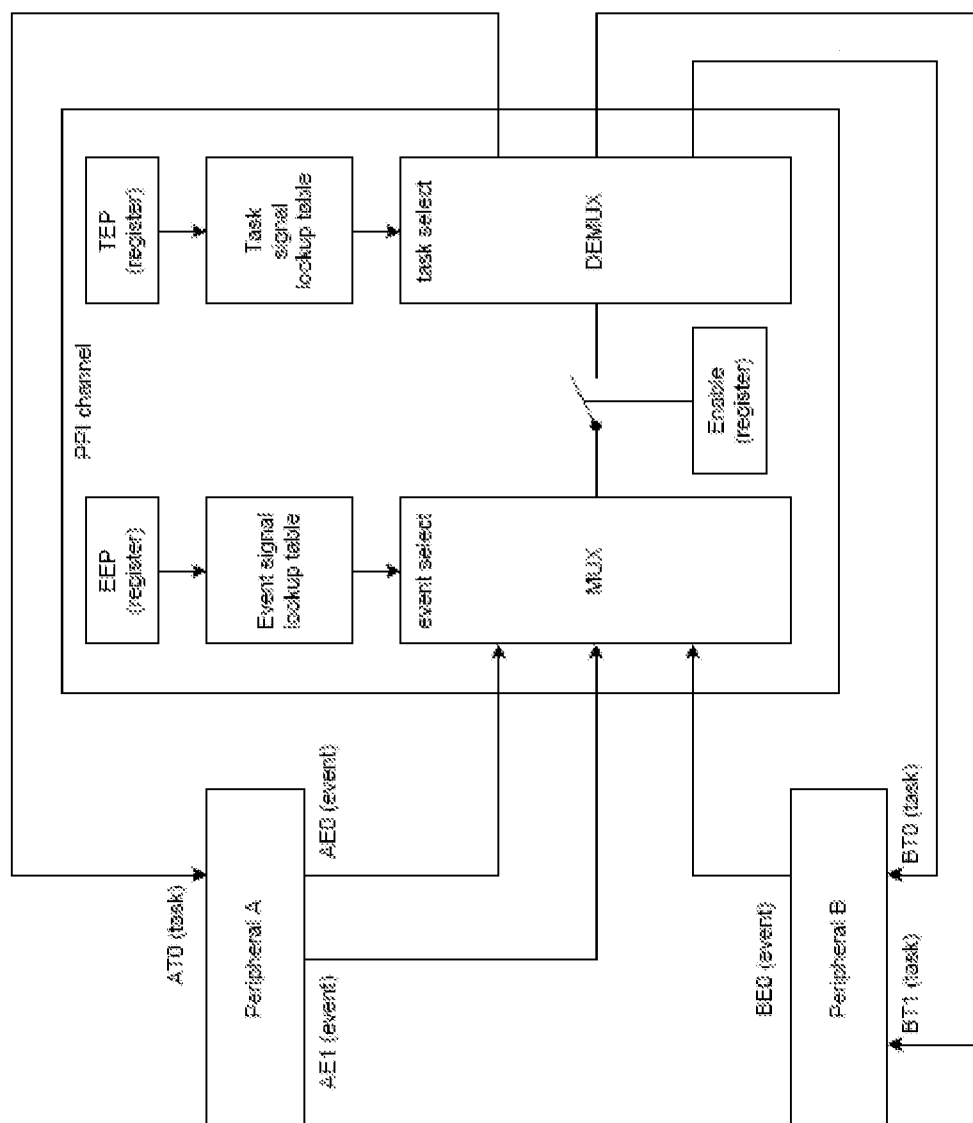 PPI channel
EEP
(register)
TEP
(register)
Event signal
lookup table
Task
signal
lookup table
event select
MUX
task select
DEMUX
Enable
(register)
AT0 (task)
Peripheral A
AE0 (event)
AE1 (event)
BE0 (event)
Peripheral B
BT0 (task)
BT1 (task)